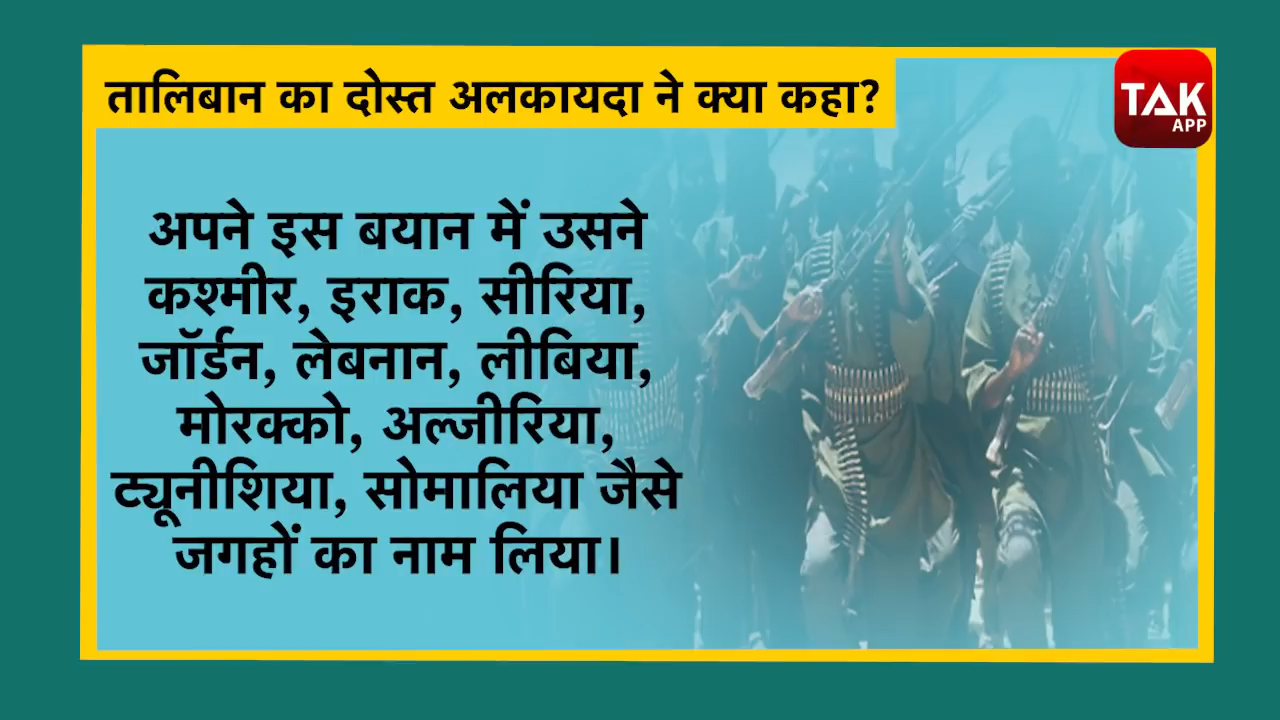 तालिबान का दोस्त अलकायदा ने क्या कहा?
TAK
APP
अपने इस बयान में उसने
कश्मीर, इराक, सीरिया,
जॉर्डन, लेबनान, लीबिया,
मोरक्को, अल्जीरिया,
ट्यूनीशिया, सोमालिया जैसे
जगहों का नाम लिया।